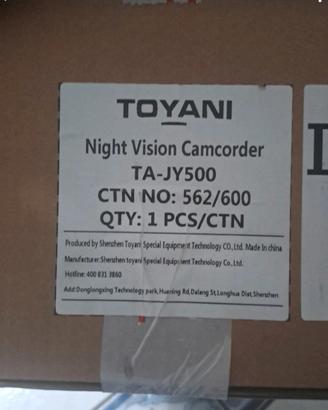 TOYANI
Night Vision Camcorder
TA-JY500
CTN NO: 562/600
QTY: 1 PCS/CTN
Produced by Shenzhen Toyani Special Equipment Technology CO,Ltd. Made In china
Manufacturer:Shenzhen toyani Special Equipment Technology Co.,Ltd.
Hotline: 400 831 3860
Add:Donglongxing Technology park,Huaning Rd,Dalang St,Longhua Dist,Shenzhen